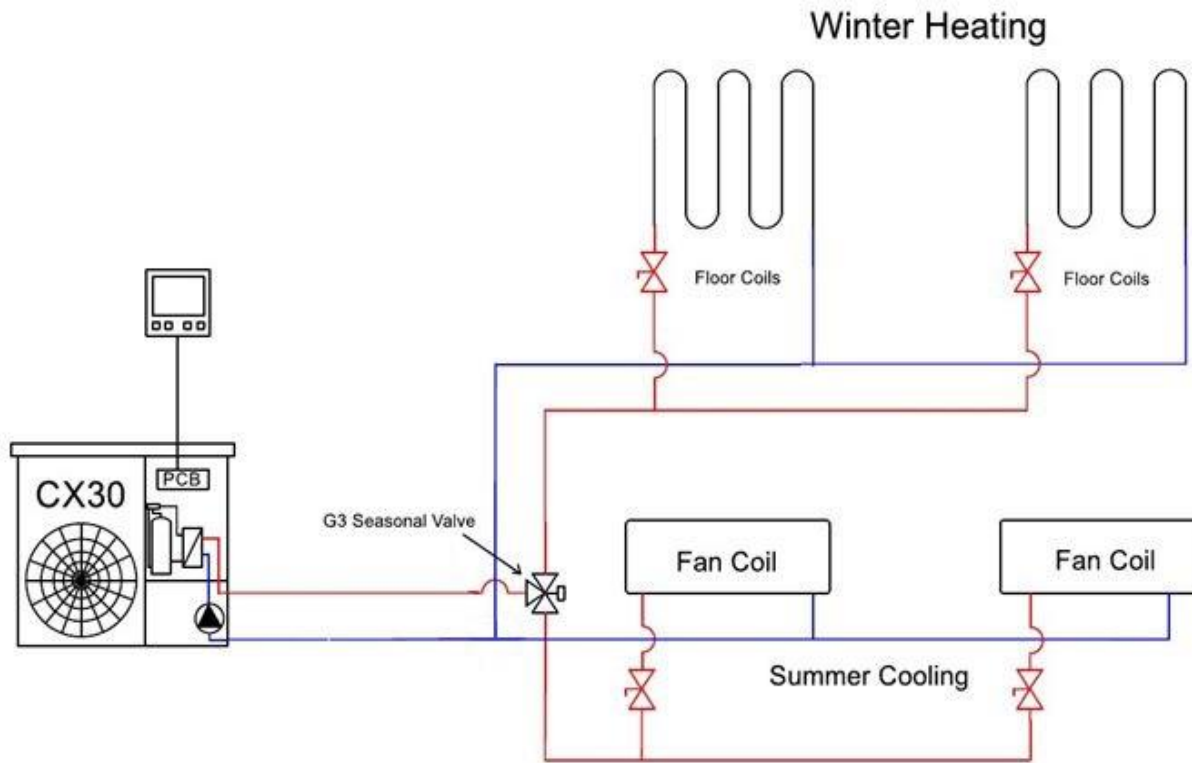 Winter Heating
Floor Coils
Floor Coils
PCB
CX30
G3 Seasonal Valve
Fan Coil
Fan Coil
Summer Cooling